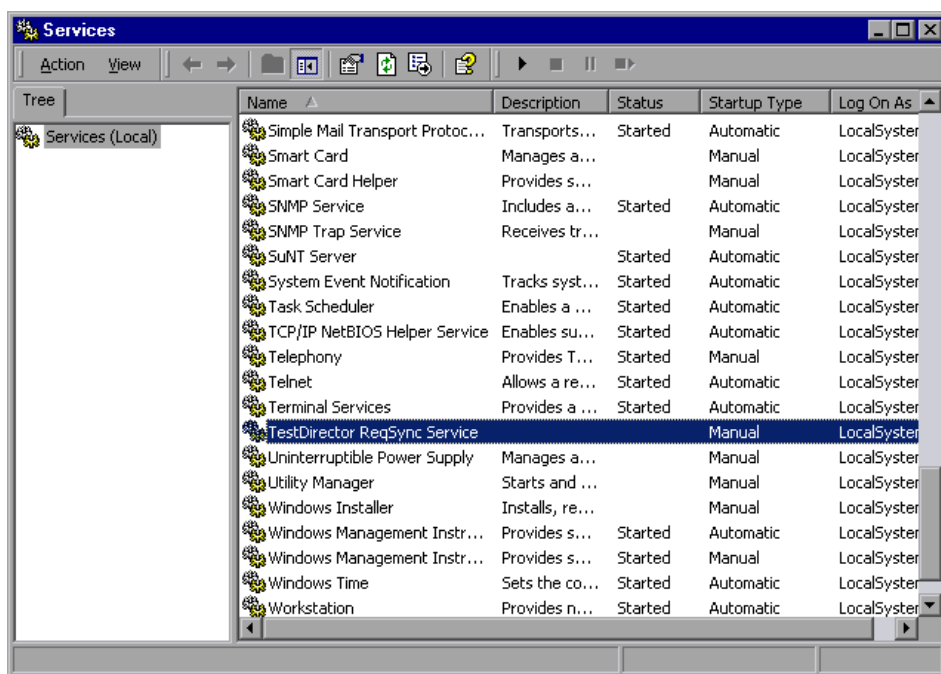 Services
Action View
Tree
Name Description Status Startup Type Log On As
Services (Local)
Simple Mail Transport Protoc... Transports... Started Automatic LocalSyster
Smart Card Manages a... Manual LocalSyster
Smart Card Helper Provides s... Manual LocalSyster
SNMP Service Includes a... Started Automatic LocalSyster
SNMP Trap Service Receives tr... Manual LocalSyster
SuNT Server Started Automatic LocalSyster
System Event Notification Tracks syst... Started Automatic LocalSyster
Task Scheduler Enables a ... Started Automatic LocalSyster
TCP/IP NetBIOS Helper Service Enables su... Started Automatic LocalSyster
Telephony Provides T... Started Manual LocalSyster
Telnet Allows a re... Started Automatic LocalSyster
Terminal Services Provides a ... Started Automatic LocalSyster
TestDirector ReqSync Service Manual LocalSyster
Uninterruptible Power Supply Manages a... Manual LocalSyster
Utility Manager Starts and ... Manual LocalSyster
Windows Installer Installs, re... Manual LocalSyster
Windows Management Instr... Provides s... Started Automatic LocalSyster
Windows Management Instr... Provides s... Started Manual LocalSyster
Windows Time Sets the co... Started Automatic LocalSyster
Workstation Provides n... Started Automatic LocalSyster